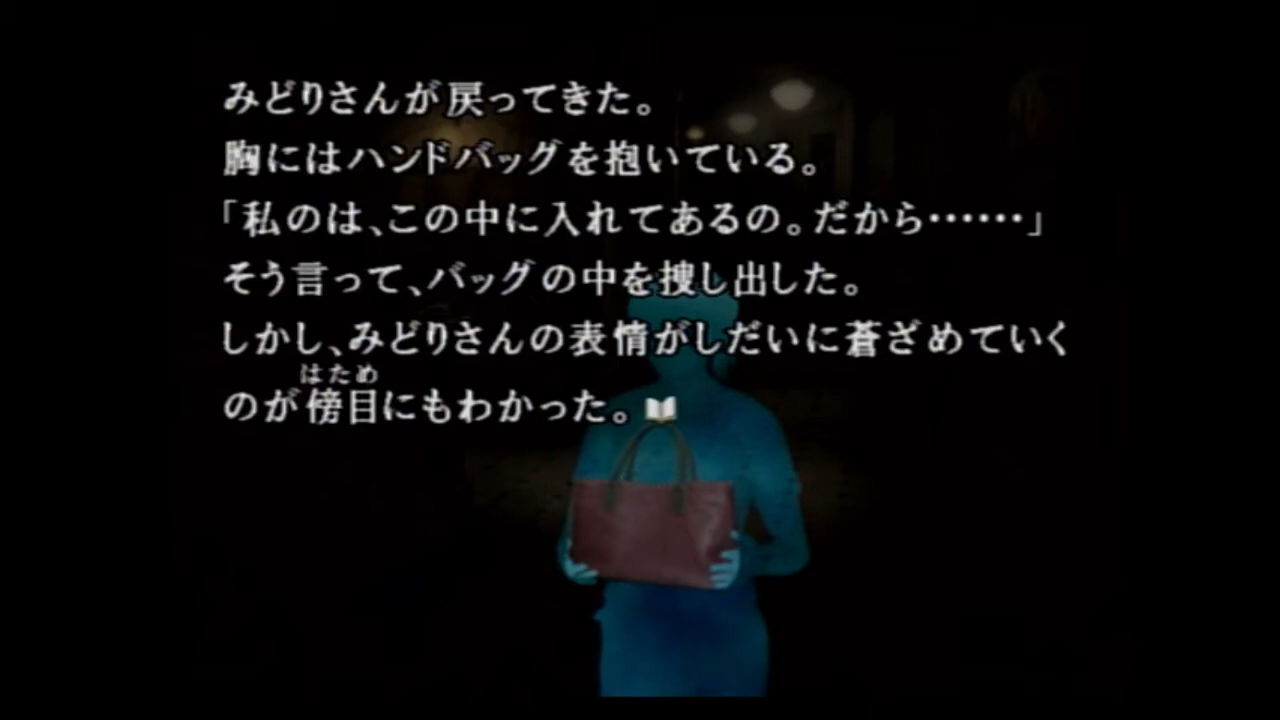 みどりさんが戻ってきた。
胸にはハンドバッグを抱いている。
「私のは、この中に入れてあるの。だから……」
そう言って、バッグの中を捜し出した。
しかし、みどりさんの表情がしだいに蒼ざめていく
はため
のが傍目にもわかった。